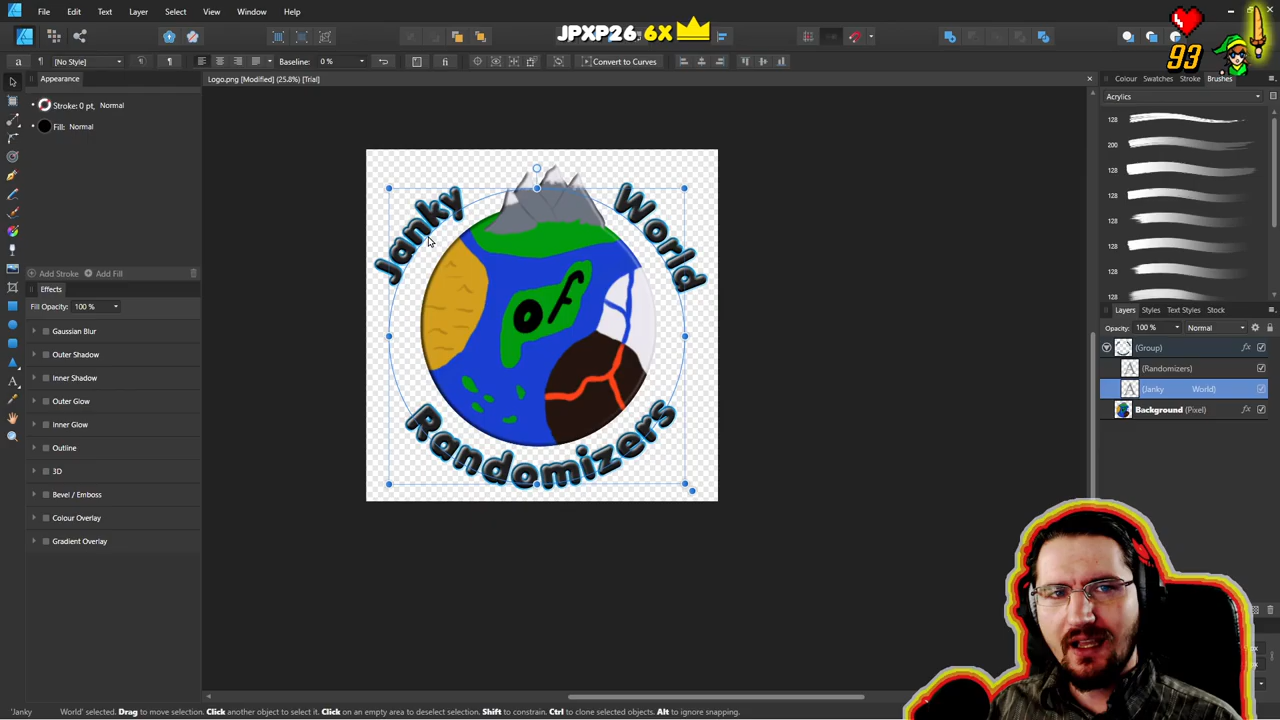 File Edit Text Layer Select View Window Help
JPXP26 6X
93
a [No Style] Baseline: 0 % fi Convert to Curves
Appearance
Logo.png [Modified] (25.8%) [Trial]
Colour Swatches Stroke Brushes
Acrylics
Stroke: 0 pt, Normal
Fill: Normal
128
200
128
128
128
128
128
128
Janky World
of
Randomizers
Add Stroke Add Fill
Effects
Fill Opacity: 100 %
Gaussian Blur
Outer Shadow
Inner Shadow
Outer Glow
Inner Glow
Outline
3D
Bevel / Emboss
Colour Overlay
Gradient Overlay
Layers Styles Text Styles Stock
Opacity: 100 % Normal
(Group) fx
(Randomizers)
(Janky World)
Background (Pixel) fx
'Janky World' selected. Drag to move selection. Click another object to select it. Click on an empty area to deselect selection. Shift to constrain. Ctrl to clone selected objects. Alt to ignore snapping.